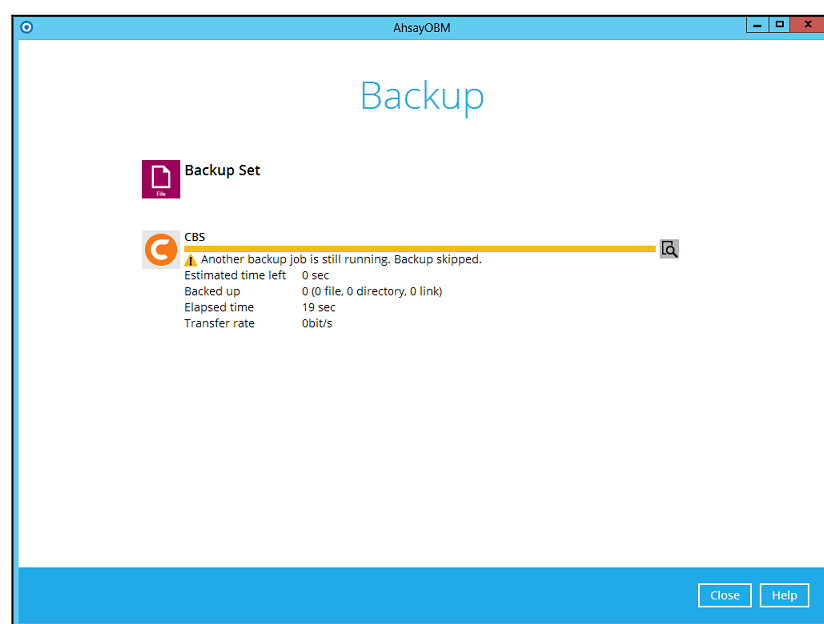 AhsayOBM
Backup
Backup Set
File
CBS
Another backup job is still running. Backup skipped.
Estimated time left 0 sec
Backed up 0 (0 file, 0 directory, 0 link)
Elapsed time 19 sec
Transfer rate 0bit/s
Close Help